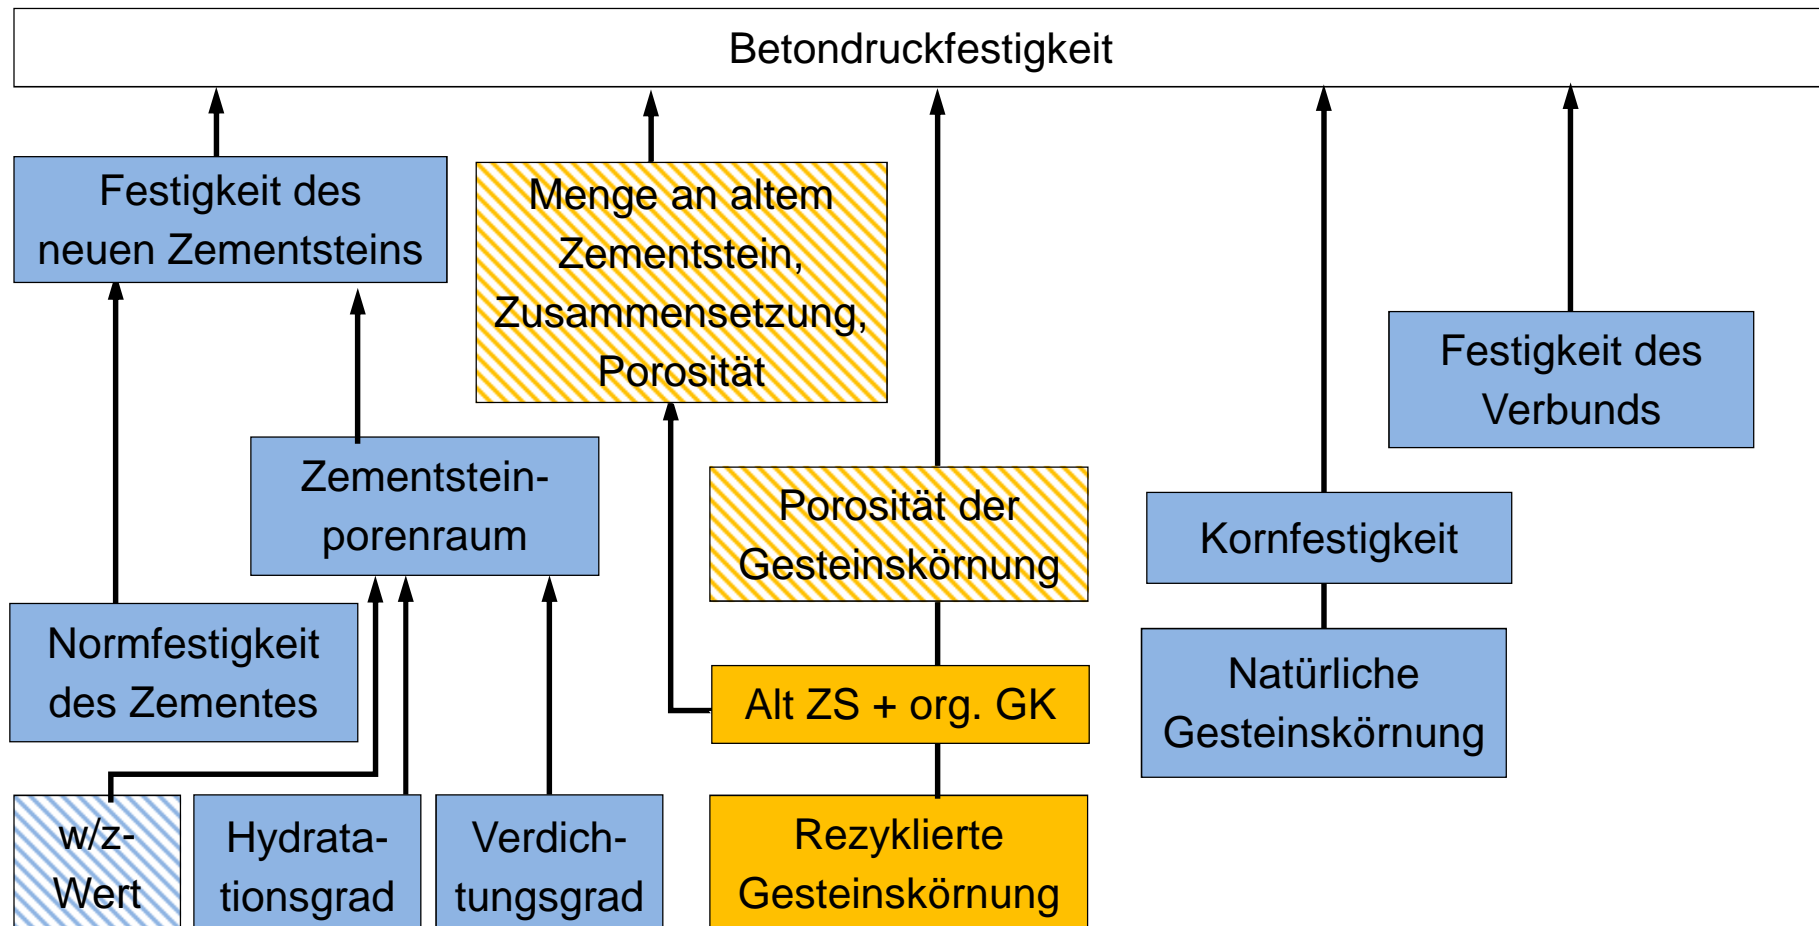 Betondruckfestigkeit
Festigkeit des
neuen Zementsteins
Menge an altem
Zementstein,
Zusammensetzung,
Porosität
Festigkeit des
Verbunds
Zementstein-
porenraum
Porosität der
Gesteinskörnung
Kornfestigkeit
Normfestigkeit
des Zementes
Alt ZS + org. GK
Natürliche
Gesteinskörnung
w/z-
Wert
Hydrata-
tionsgrad
Verdich-
tungsgrad
Rezyklierte
Gesteinskörnung